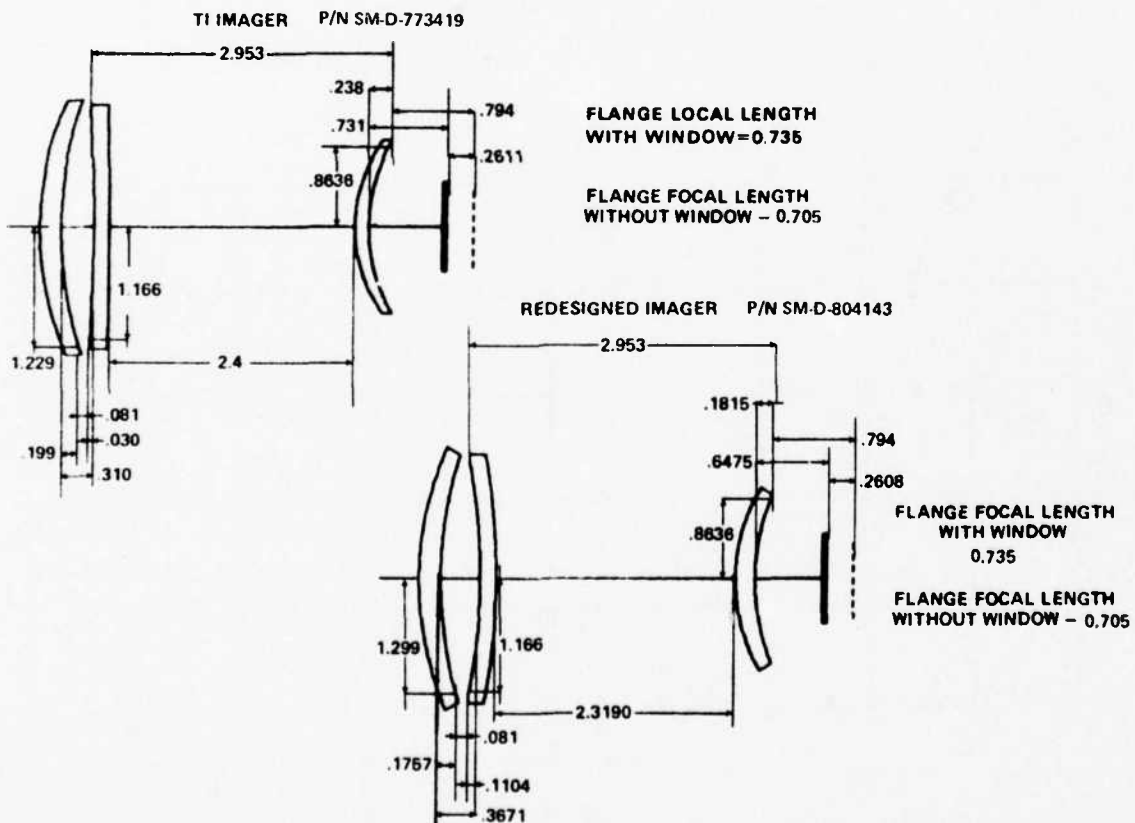 TI IMAGER P/N SM-D-773419
2.953
.238
.794
.731
.2611
.8636
FLANGE LOCAL LENGTH
WITH WINDOW=0.735
FLANGE FOCAL LENGTH
WITHOUT WINDOW - 0.705
1.166
1.229
2.4
.081
.030
.199
.310
REDESIGNED IMAGER P/N SM-D-804143
2.953
.1815
.794
.6475
.2608
.8636
FLANGE FOCAL LENGTH
WITH WINDOW
0.735
FLANGE FOCAL LENGTH
WITHOUT WINDOW - 0.705
1.299
1.166
2.3190
.081
.1757
.1104
.3671